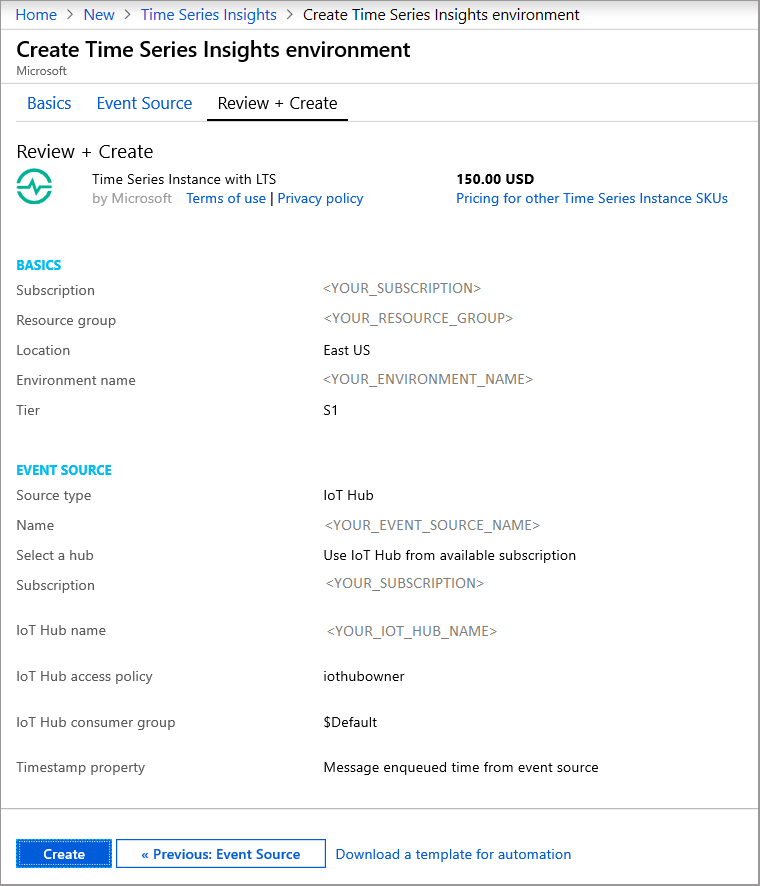 Home > New > Time Series Insights > Create Time Series Insights environment
Create Time Series Insights environment
Microsoft
Basics Event Source Review + Create
Review + Create
Time Series Instance with LTS 150.00 USD
by Microsoft Terms of use | Privacy policy Pricing for other Time Series Instance SKUs
BASICS
Subscription <YOUR_SUBSCRIPTION>
Resource group <YOUR_RESOURCE_GROUP>
Location East US
Environment name <YOUR_ENVIRONMENT_NAME>
Tier S1
EVENT SOURCE
Source type IoT Hub
Name <YOUR_EVENT_SOURCE_NAME>
Select a hub Use IoT Hub from available subscription
Subscription <YOUR_SUBSCRIPTION>
IoT Hub name <YOUR_IOT_HUB_NAME>
IoT Hub access policy iothubowner
IoT Hub consumer group $Default
Timestamp property Message enqueued time from event source
Create « Previous: Event Source Download a template for automation